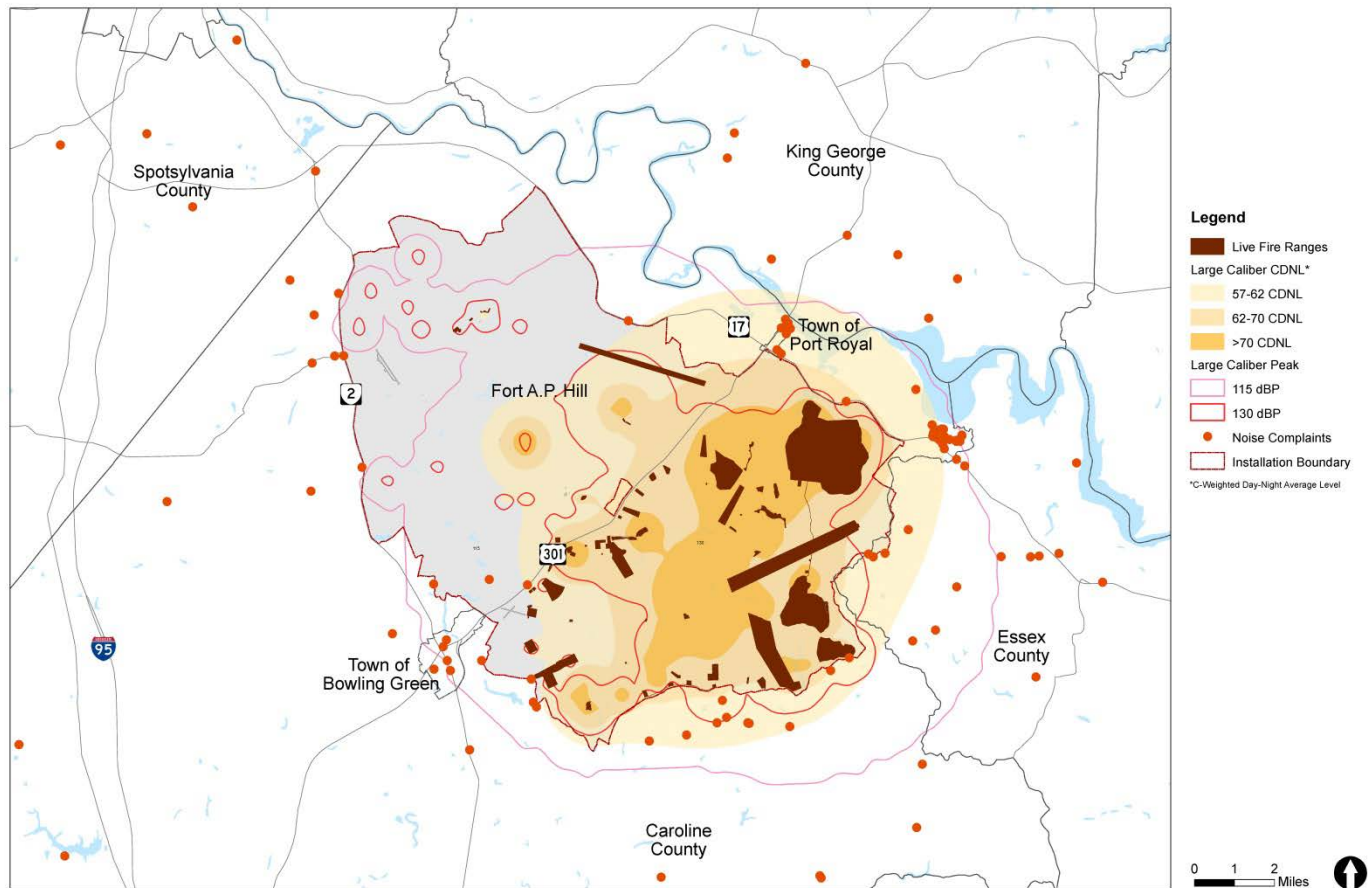 Spotsylvania
County
King George
County
17
Town of
Port Royal
2
Fort A.P. Hill
301
95
Town of
Bowling Green
Essex
County
Caroline
County
Legend
Live Fire Ranges
Large Caliber CDNL*
57-62 CDNL
62-70 CDNL
>70 CDNL
Large Caliber Peak
115 dBP
130 dBP
Noise Complaints
Installation Boundary
*C-Weighted Day-Night Average Level
0 1 2
Miles